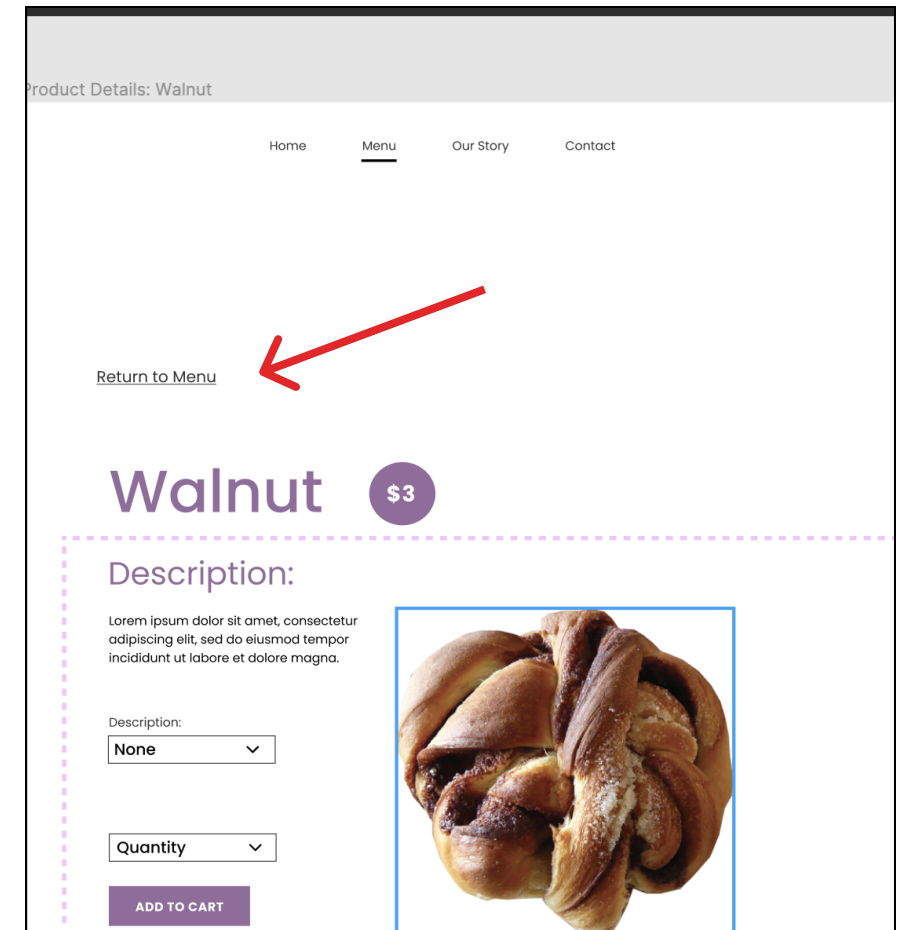 Product Details: Walnut
Home Menu Our Story Contact
Return to Menu
Walnut $3
Description:
Lorem ipsum dolor sit amet, consectetur
adipiscing elit, sed do eiusmod tempor
incididunt ut labore et dolore magna.
Description:
None
Quantity
ADD TO CART